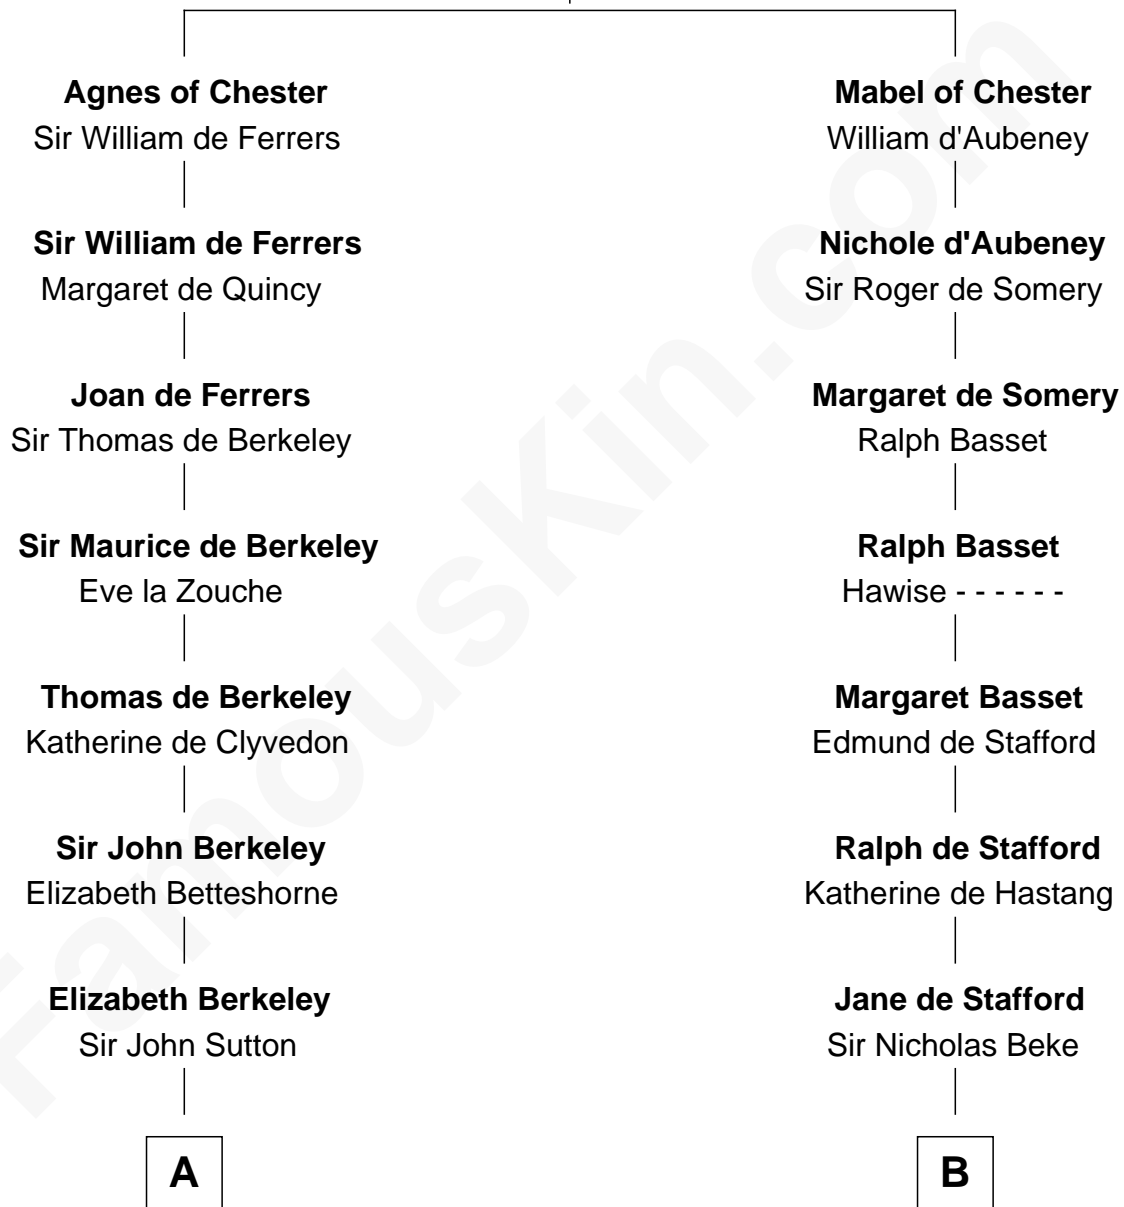 Agnes of Chester
Sir William de Ferrers
Sir William de Ferrers
Margaret de Quincy
Joan de Ferrers
Sir Thomas de Berkeley
Sir Maurice de Berkeley
Eve la Zouche
Thomas de Berkeley
Katherine de Clyvedon
Sir John Berkeley
Elizabeth Betteshorne
Elizabeth Berkeley
Sir John Sutton
A
Mabel of Chester
William d'Aubeney
Nichole d'Aubeney
Sir Roger de Somery
Margaret de Somery
Ralph Basset
Ralph Basset
Hawise - - - - - -
Margaret Basset
Edmund de Stafford
Ralph de Stafford
Katherine de Hastang
Jane de Stafford
Sir Nicholas Beke
B
FamousKin.com